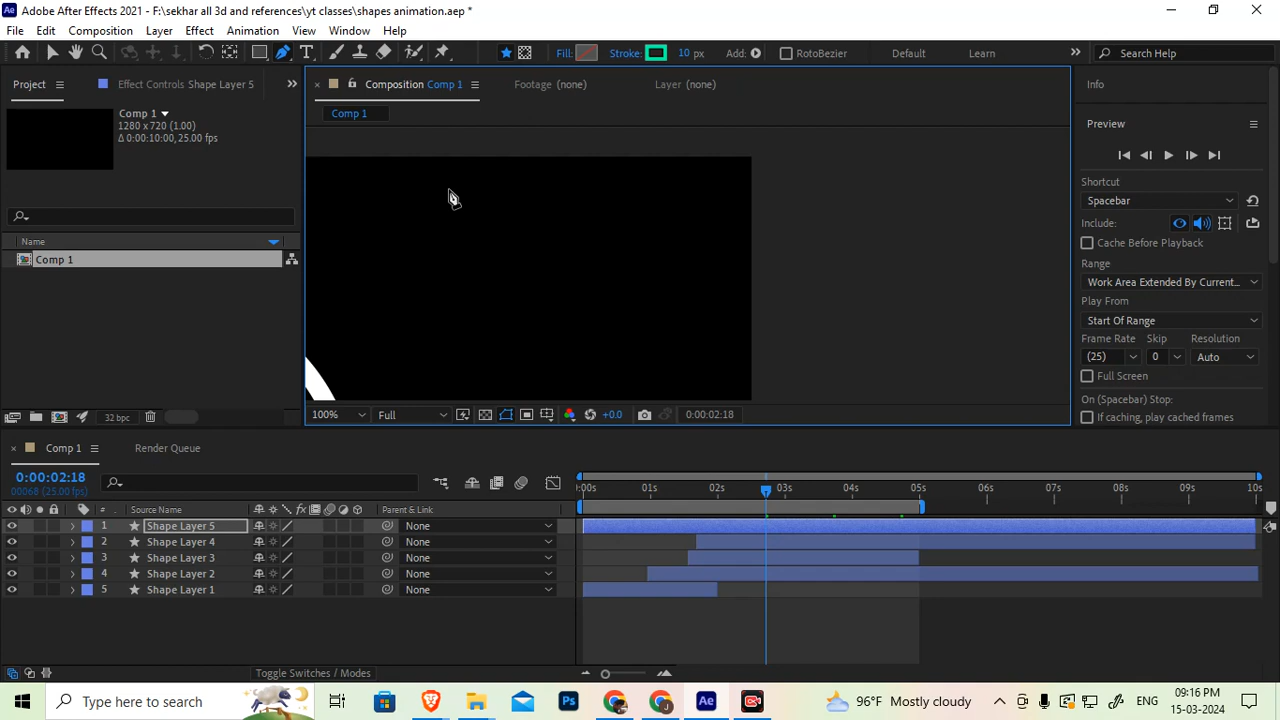 Adobe After Effects 2021 - F:\sekhar all 3d and references\yt classes\shapes animation.aep *
File Edit Composition Layer Effect Animation View Window Help
Fill: Stroke: 10 px Add: RotoBezier Default Learn Search Help
Project Effect Controls Shape Layer 5 Composition Comp 1 Footage (none) Layer (none) Info
Comp 1
1280 x 720 (1.00)
Δ 0:00:10:00, 25.00 fps
Comp 1
Preview
Shortcut
Spacebar
Include:
Cache Before Playback
Range
Work Area Extended By Current...
Play From
Start Of Range
Frame Rate Skip Resolution
(25) 0 Auto
Full Screen
On (Spacebar) Stop:
If caching, play cached frames
Name
Comp 1
32 bpc
100% Full +0.0 0:00:02:18
Comp 1 Render Queue
0:00:02:18
00068 (25.00 fps)
:00s 01s 02s 03s 04s 05s 06s 07s 08s 09s 10s
# Source Name Parent & Link
1 Shape Layer 5 None
2 Shape Layer 4 None
3 Shape Layer 3 None
4 Shape Layer 2 None
5 Shape Layer 1 None
Toggle Switches / Modes
Type here to search
96°F Mostly cloudy
ENG
09:16 PM
15-03-2024